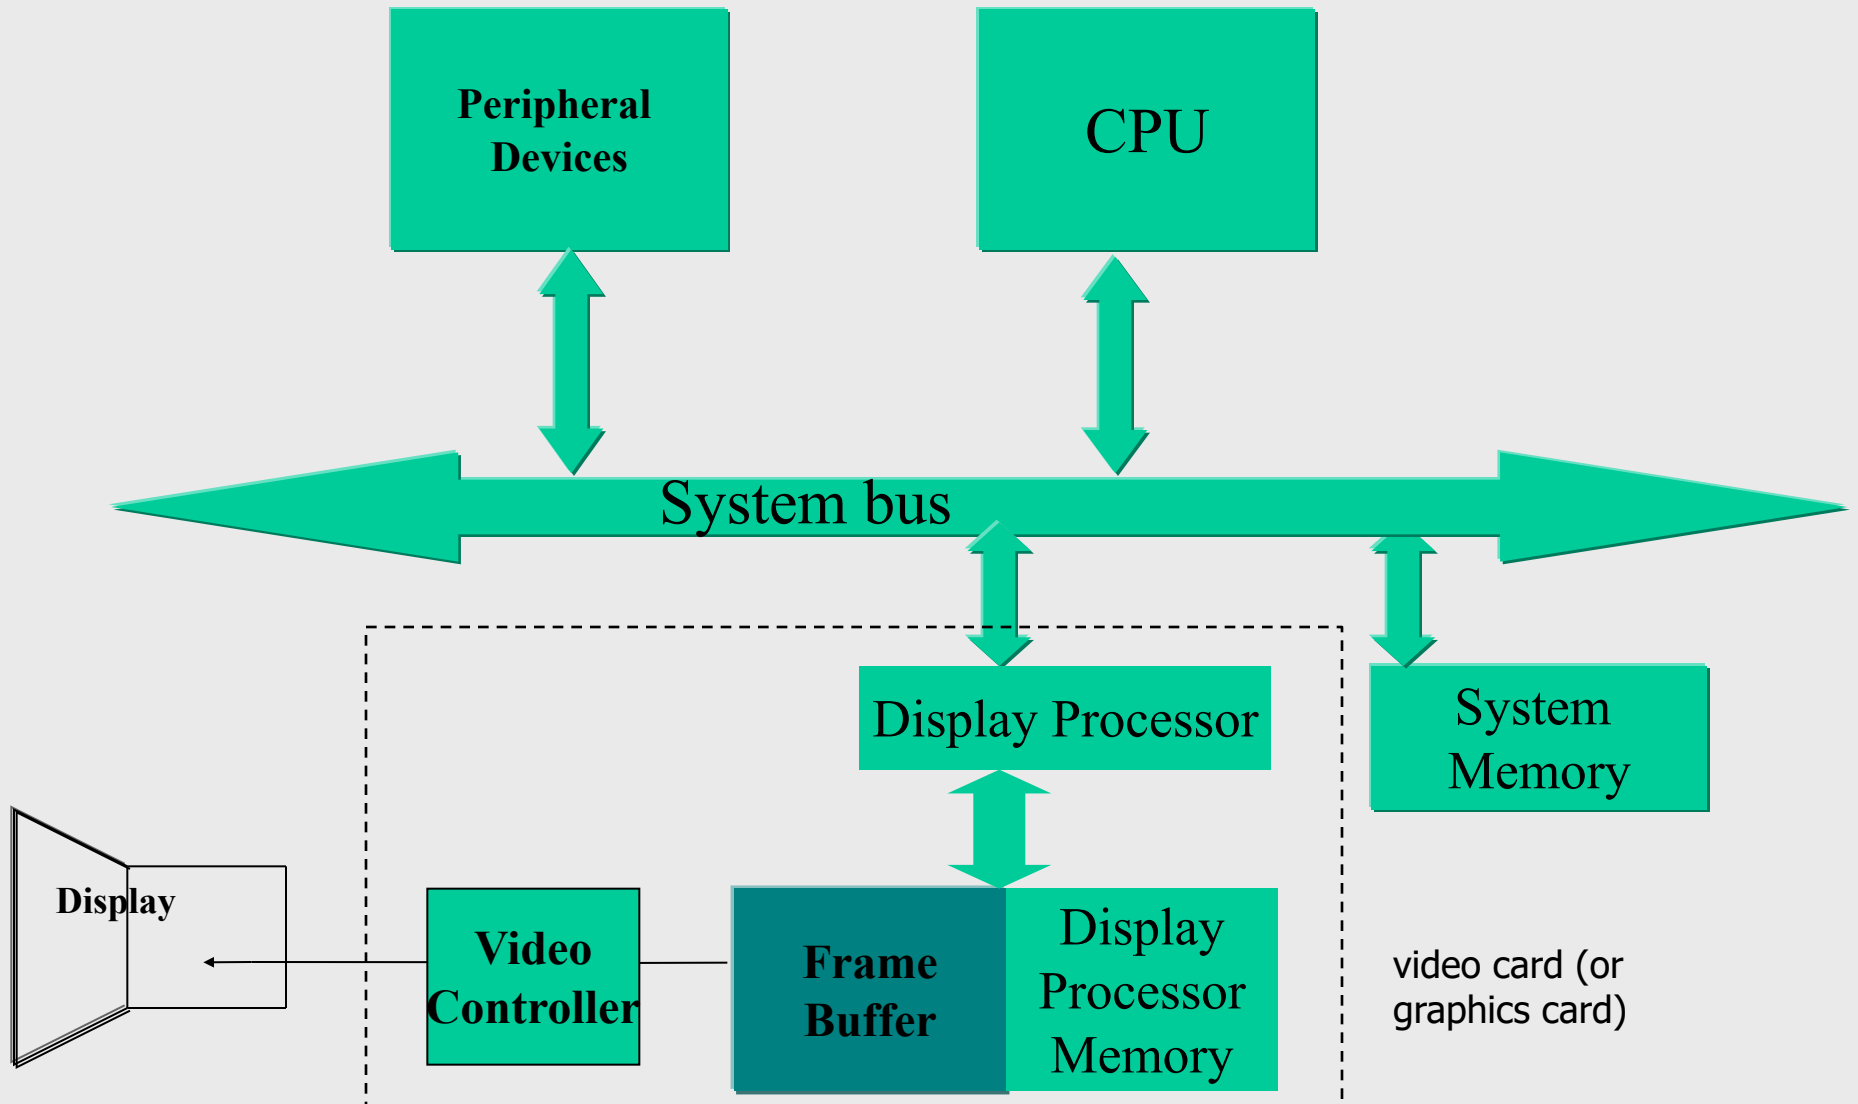 Peripheral
Devices
CPU
System bus
Display Processor
System
Memory
Display
Video
Controller
Frame
Buffer
Display
Processor
Memory
video card (or
graphics card)